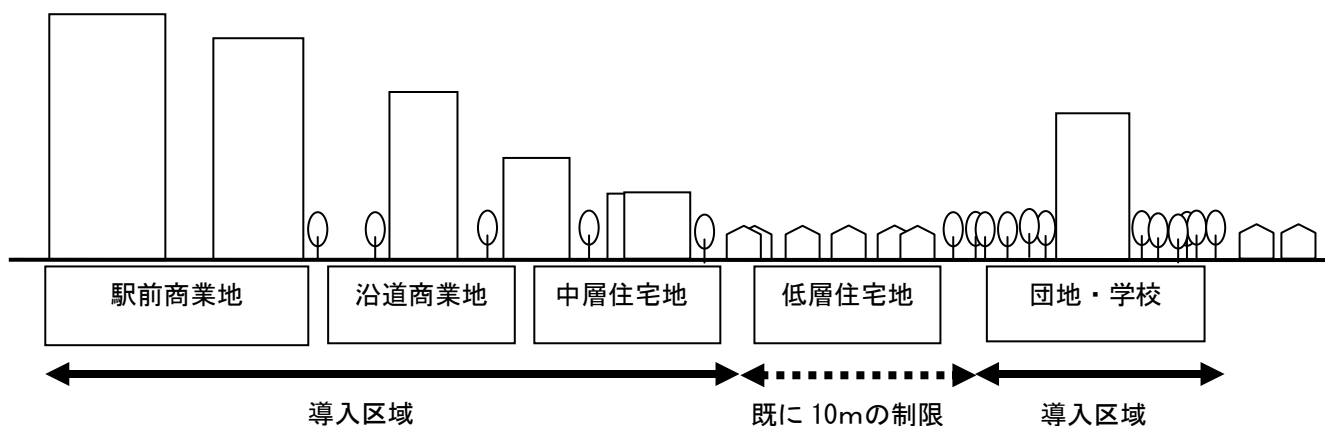 駅前商業地
沿道商業地
中層住宅地
低層住宅地
団地・学校
導入区域
既に10mの制限
導入区域